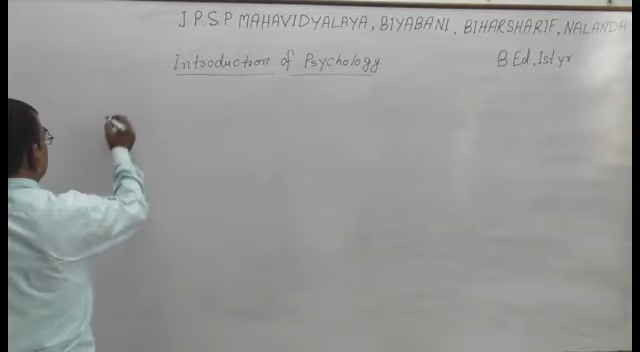 J P S P MAHAVIDYALAYA, BIYABANI, BIHARSHARIF, NALANDA
Introduction of Psychology
B Ed, Ist yr